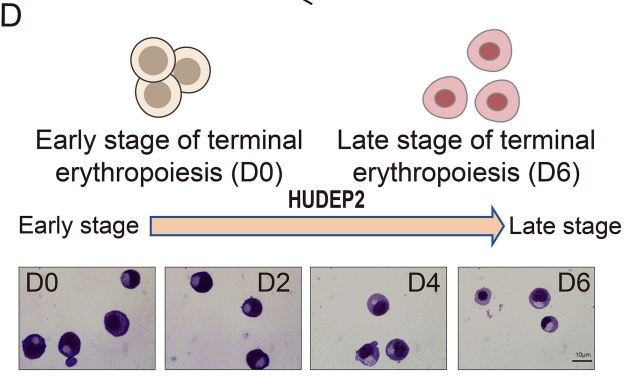 D
Early stage of terminal
erythropoiesis (D0)
Late stage of terminal
erythropoiesis (D6)
HUDEP2
Early stage
Late stage
D0
D2
D4
D6
10μm